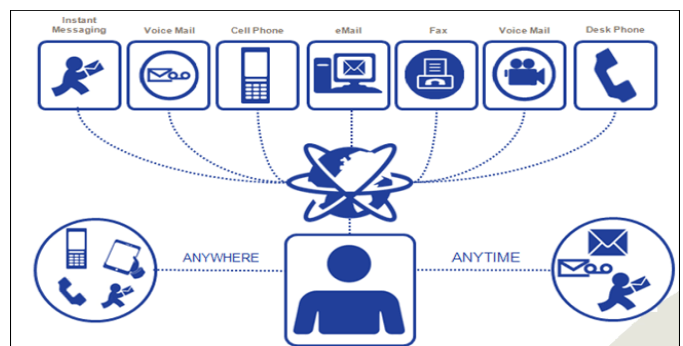 Instant
Messaging
Voice Mail
Cell Phone
eMail
Fax
Voice Mail
Desk Phone
ANYWHERE
ANYTIME